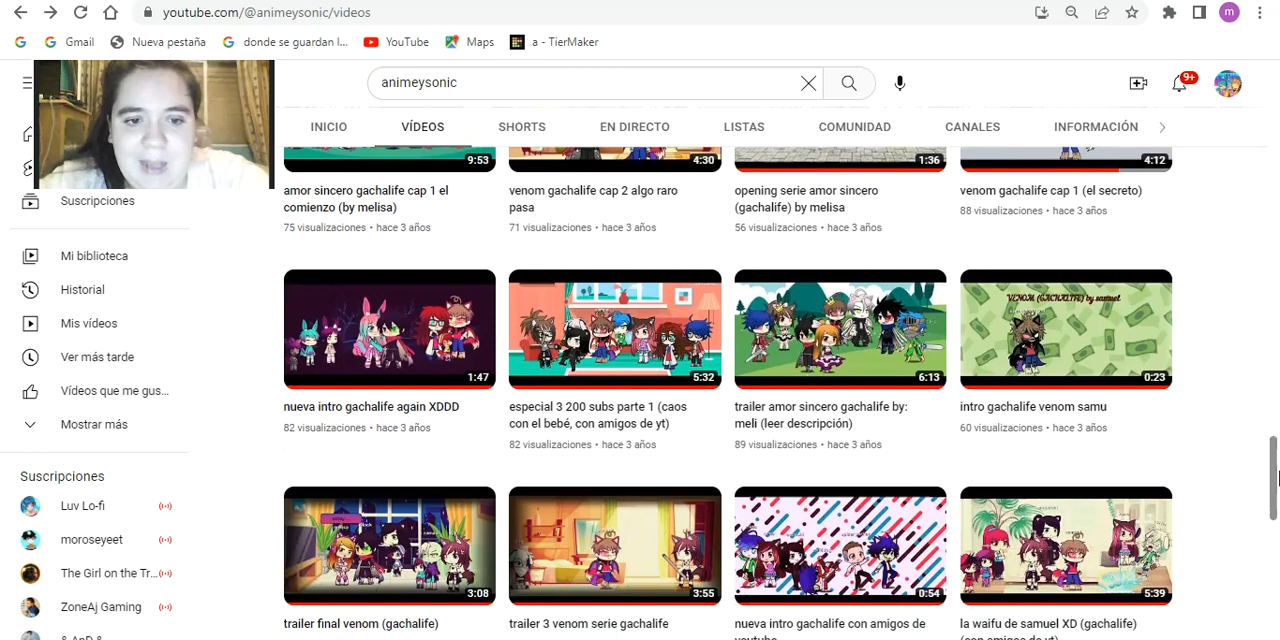 youtube.com/@animeysonic/videos
m
Gmail
Nueva pestaña
donde se guardan l...
YouTube
Maps
a - TierMaker
animeysonic
9+
INICIO
VÍDEOS
SHORTS
EN DIRECTO
LISTAS
COMUNIDAD
CANALES
INFORMACIÓN
Suscripciones
Mi biblioteca
Historial
Mis vídeos
Ver más tarde
Vídeos que me gus...
Mostrar más
Suscripciones
Luv Lo-fi
moroseyeet
The Girl on the Tr...
ZoneAj Gaming
9:53
amor sincero gachalife cap 1 el
comienzo (by melisa)
75 visualizaciones • hace 3 años
4:30
venom gachalife cap 2 algo raro
pasa
71 visualizaciones • hace 3 años
1:36
opening serie amor sincero
(gachalife) by melisa
56 visualizaciones • hace 3 años
4:12
venom gachalife cap 1 (el secreto)
88 visualizaciones • hace 3 años
1:47
nueva intro gachalife again XDDD
82 visualizaciones • hace 3 años
5:32
especial 3 200 subs parte 1 (caos
con el bebé, con amigos de yt)
82 visualizaciones • hace 3 años
6:13
trailer amor sincero gachalife by:
meli (leer descripción)
89 visualizaciones • hace 3 años
VENOM (GACHALIFE) by samuel
0:23
intro gachalife venom samu
60 visualizaciones • hace 3 años
3:08
trailer final venom (gachalife)
3:55
trailer 3 venom serie gachalife
0:54
nueva intro gachalife con amigos de
youtube
5:39
la waifu de samuel XD (gachalife)
(con amigos de yt)